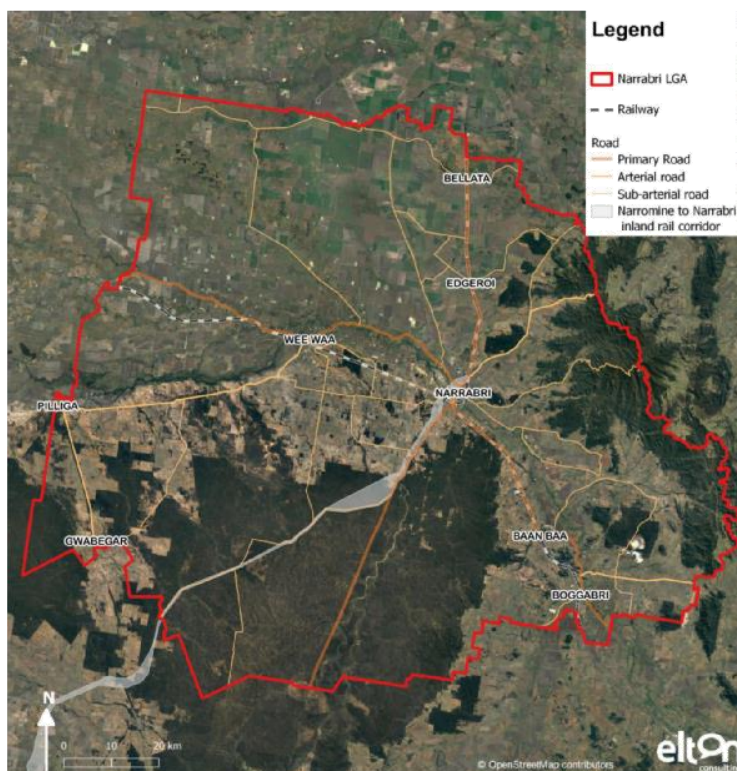 Legend
Narrabri LGA
Railway
Road
Primary Road
Arterial road
Sub-arterial road
Narromine to Narrabri
inland rail corridor
BELLATA
EDGEROI
WEE WAA
NARRABRI
PILLIGA
GWABEGAR
BAAN BAA
BOGGABRI
N
0 10 20 km
© OpenStreetMap contributors
elton
consulting